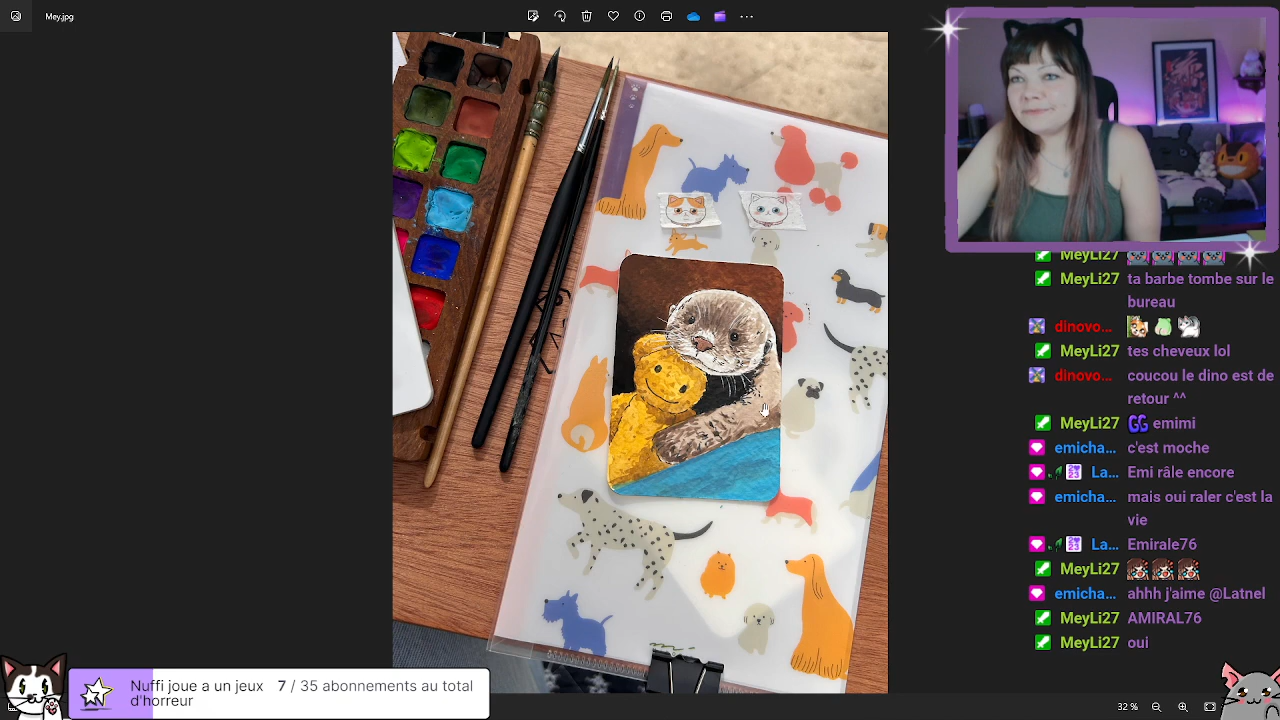 Mey.jpg
MeyLi27
MeyLi27 ta barbe tombe sur le
bureau
dinovo...
MeyLi27 tes cheveux lol
dinovo... coucou le dino est de
retour ^^
MeyLi27 GG emimi
emicha... c'est moche
La... Emi râle encore
emicha... mais oui raler c'est la
vie
La... Emirale76
MeyLi27
emicha... ahhh j'aime @Latnel
MeyLi27 AMIRAL76
MeyLi27 oui
Nuffi joue a un jeux 7 / 35 abonnements au total
d'horreur
32 %